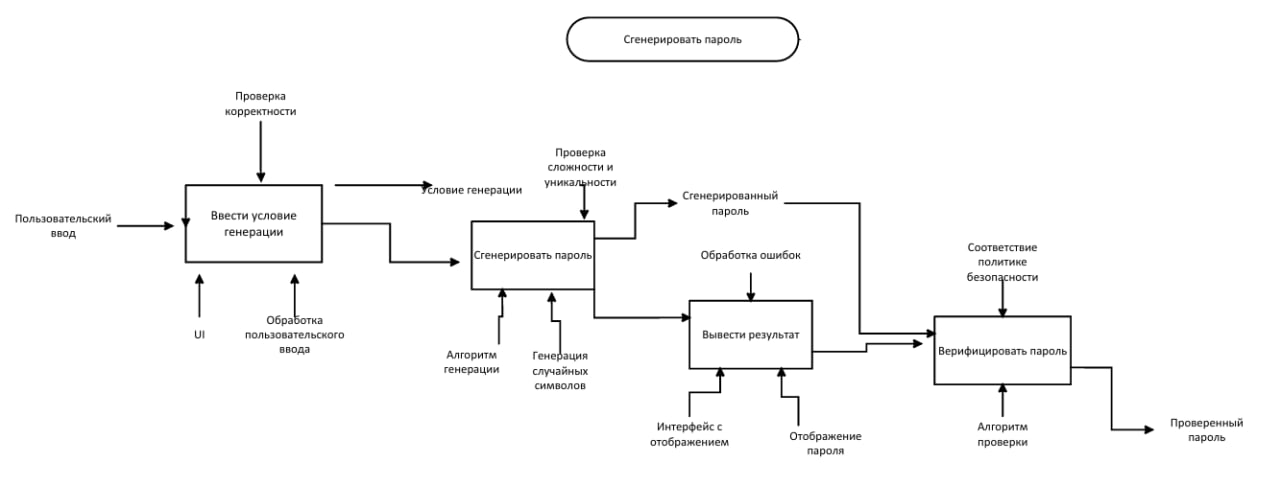 Сгенерировать пароль
Проверка
корректности
Пользовательский
ввод
Ввести условие
генерации
Условие генерации
UI
Обработка
пользовательского
ввода
Проверка
сложности и
уникальности
Сгенерировать пароль
Сгенерированный
пароль
Алгоритм
генерации
Генерация
случайных
символов
Обработка ошибок
Вывести результат
Интерфейс с
отображением
Отображение
пароля
Соответствие
политике
безопасности
Верифицировать пароль
Алгоритм
проверки
Проверенный
пароль